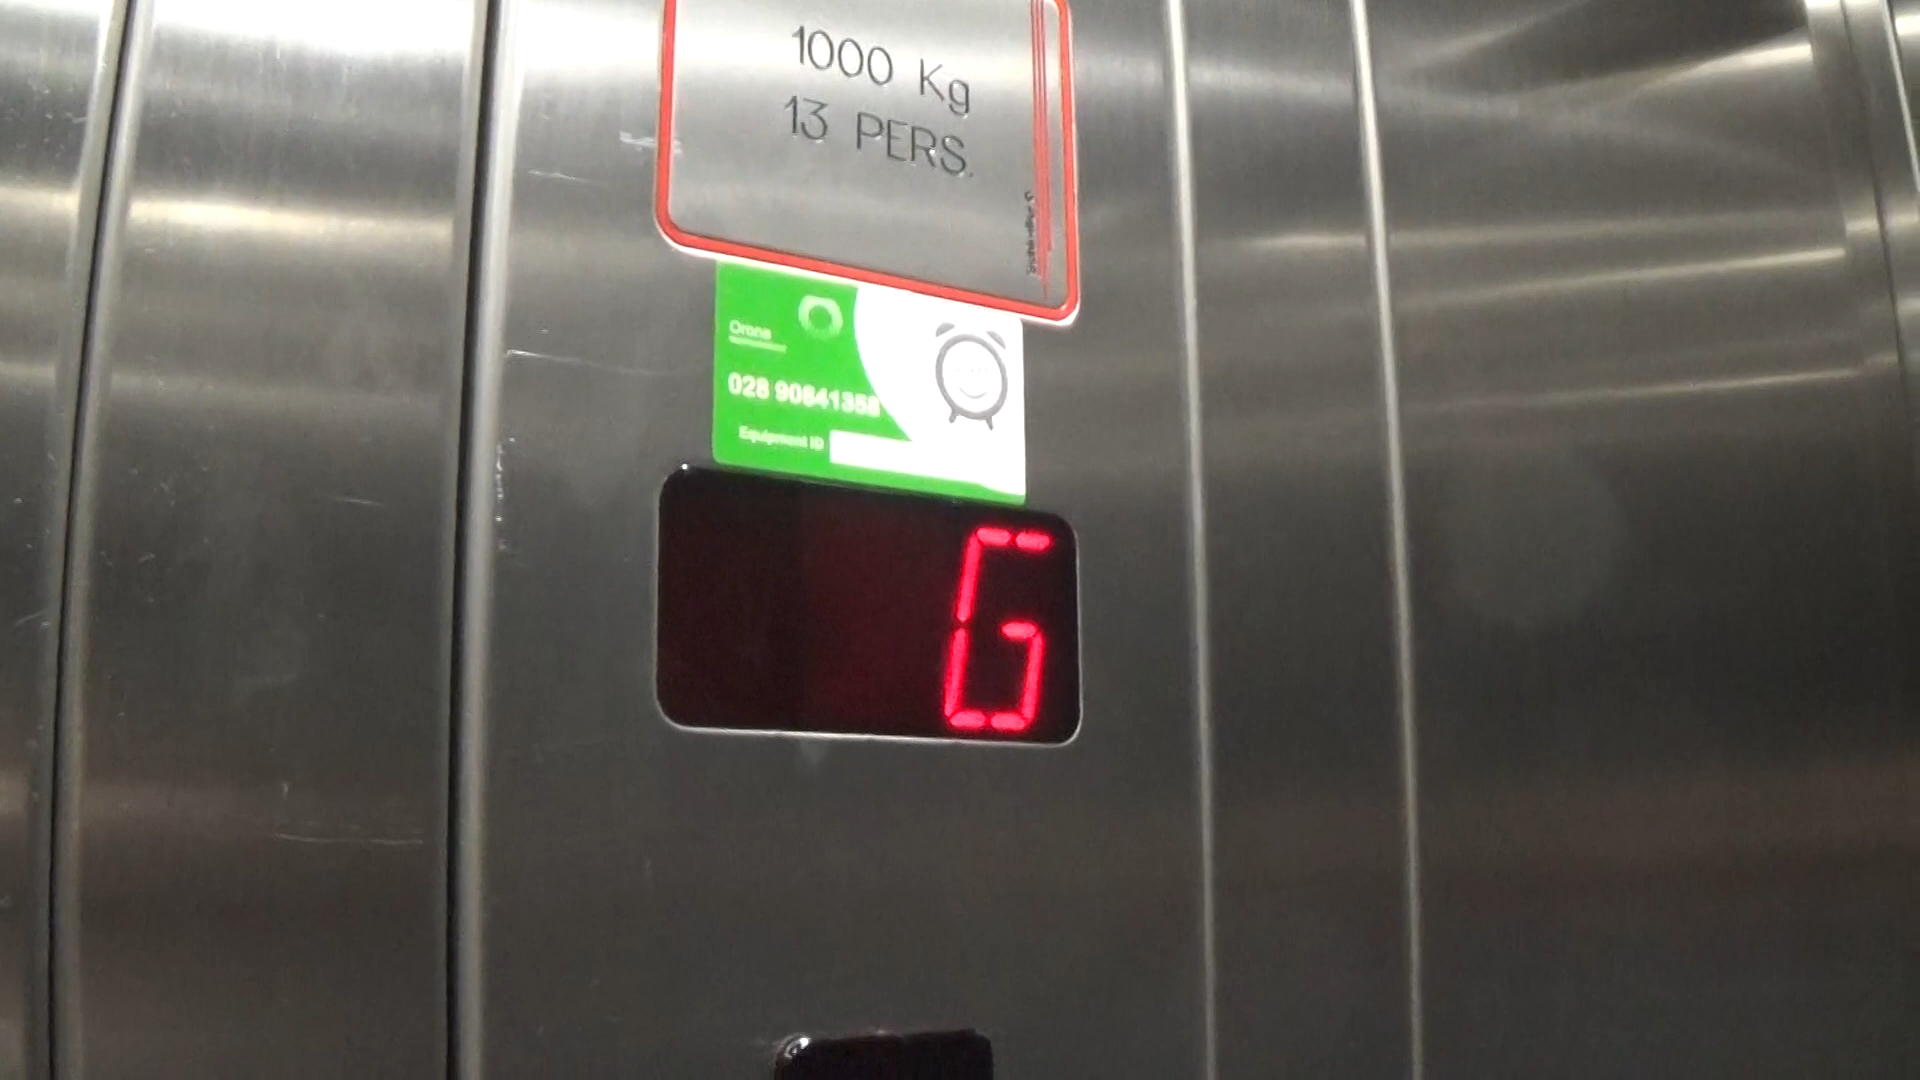 1000 Kg
13 PERS.
Orona
028 90841358
Equipment ID
G